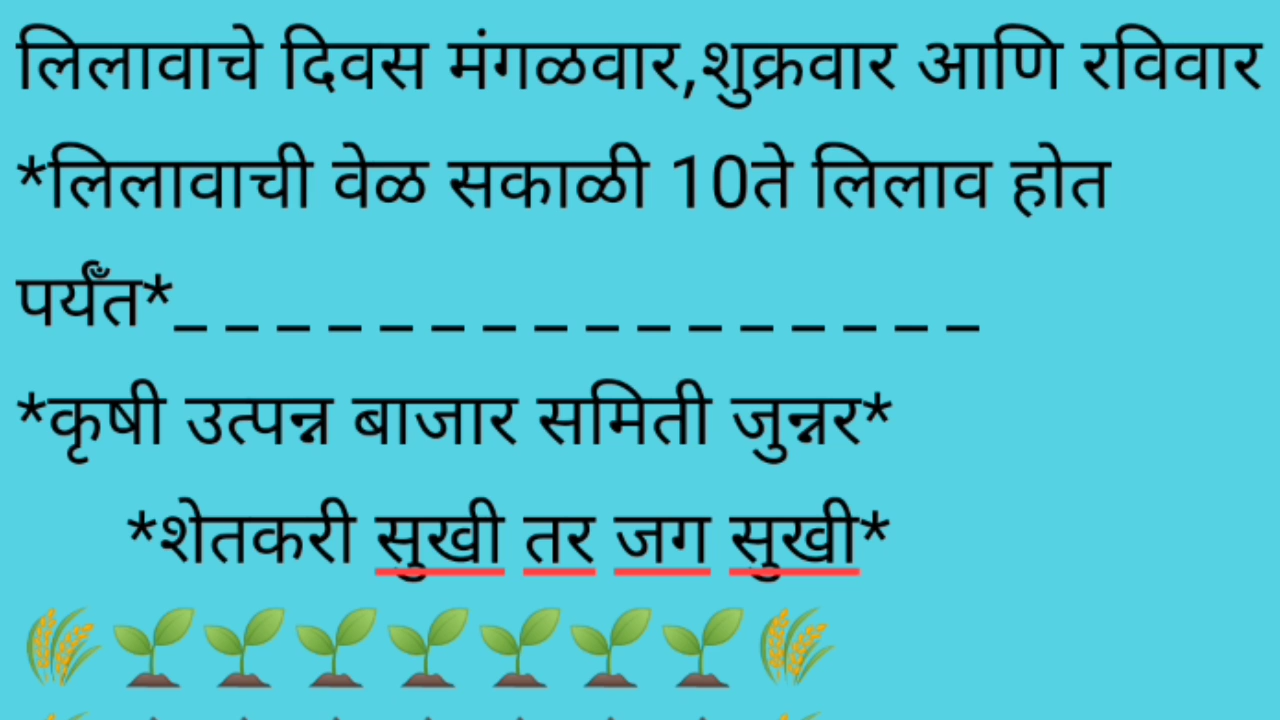 लिलावाचे दिवस मंगळवार,शुक्रवार आणि रविवार
*लिलावाची वेळ सकाळी 10ते लिलाव होत
पर्यँत*_ _ _ _ _ _ _ _ _ _ _ _ _ _ _ _
*कृषी उत्पन्न बाजार समिती जुन्नर*
*शेतकरी सुखी तर जग सुखी*
🌾🌱🌱🌱🌱🌱🌱🌱🌾